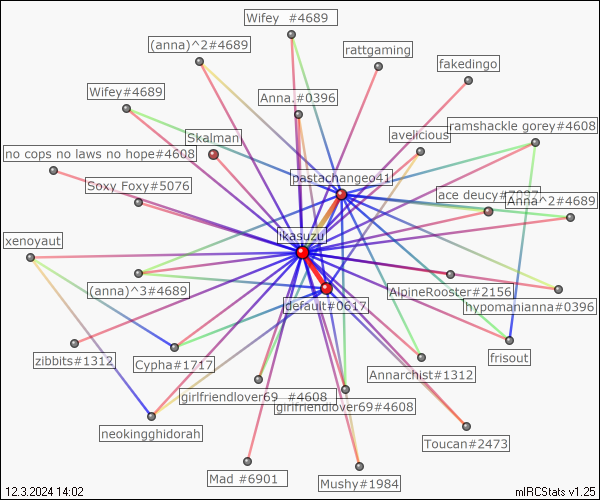 Wifey  #4689
(anna)^2#4689
rattgaming
fakedingo
Wifey#4689
Anna.#0396
ramshackle gorey#4608
Skalman
avelicious
no cops no laws no hope#4608
pastachangeo41
Soxy Foxy#5076
ace deucy#7097
Anna^2#4689
ikasuzu
xenoyaut
(anna)^3#4689
AlpineRooster#2156
default#0617
hypomanianna#0396
zibbits#1312
Cypha#1717
frisout
Annarchist#1312
girlfriendlover69  #4608
girlfriendlover69#4608
neokingghidorah
Toucan#2473
Mad #6901
Mushy#1984
12.3.2024 14:02
mIRCStats v1.25